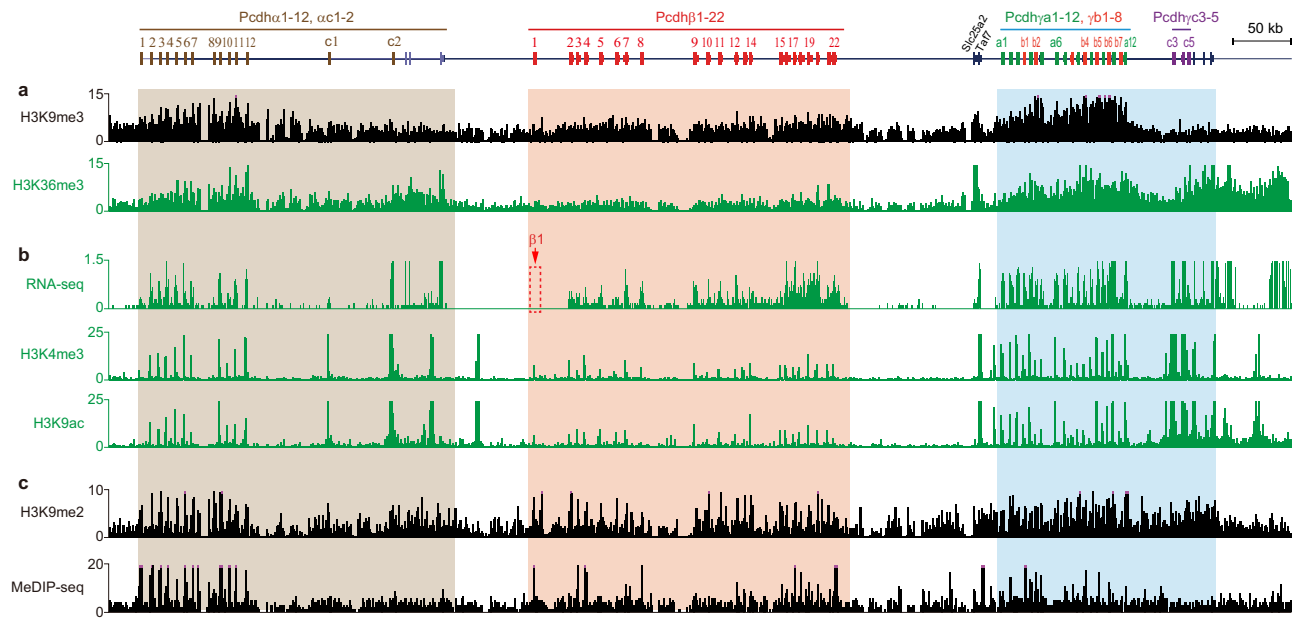 Pcdhα1-12, αc1-2 Pcdhβ1-22 Pcdhγa1-12, γb1-8 Pcdhγc3-5
50 kb
1 2 3 4 5 6 7 8 9 10 11 12 c1 c2 1 2 3 4 5 6 7 8 9 10 11 12 14 15 17 19 22 Slc25a2 Taf7 a1 b1 b2 a6 b4 b5 b6 b7 a12 c3 c5
a
15
H3K9me3
0
15
H3K36me3
0
b
β1
1.5
RNA-seq
0
25
H3K4me3
0
25
H3K9ac
0
c
10
H3K9me2
0
20
MeDIP-seq
0